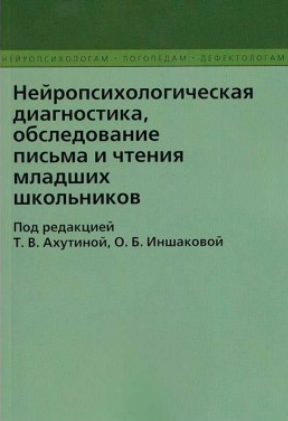 НЕЙРОПСИХОЛОГАМ • ЛОГОПЕДАМ • ДЕФЕКТОЛОГАМ
Нейропсихологическая
диагностика,
обследование
письма и чтения
младших
школьников
Под редакцией
Т. В. Ахутиной, О. Б. Иншаковой